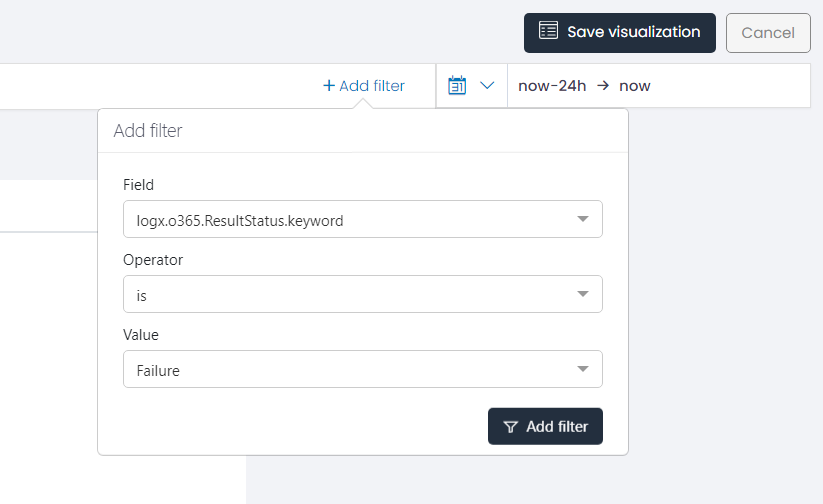 Save visualization
Cancel
+ Add filter
31
now-24h → now
Add filter
Field
logx.o365.ResultStatus.keyword
Operator
is
Value
Failure
Add filter